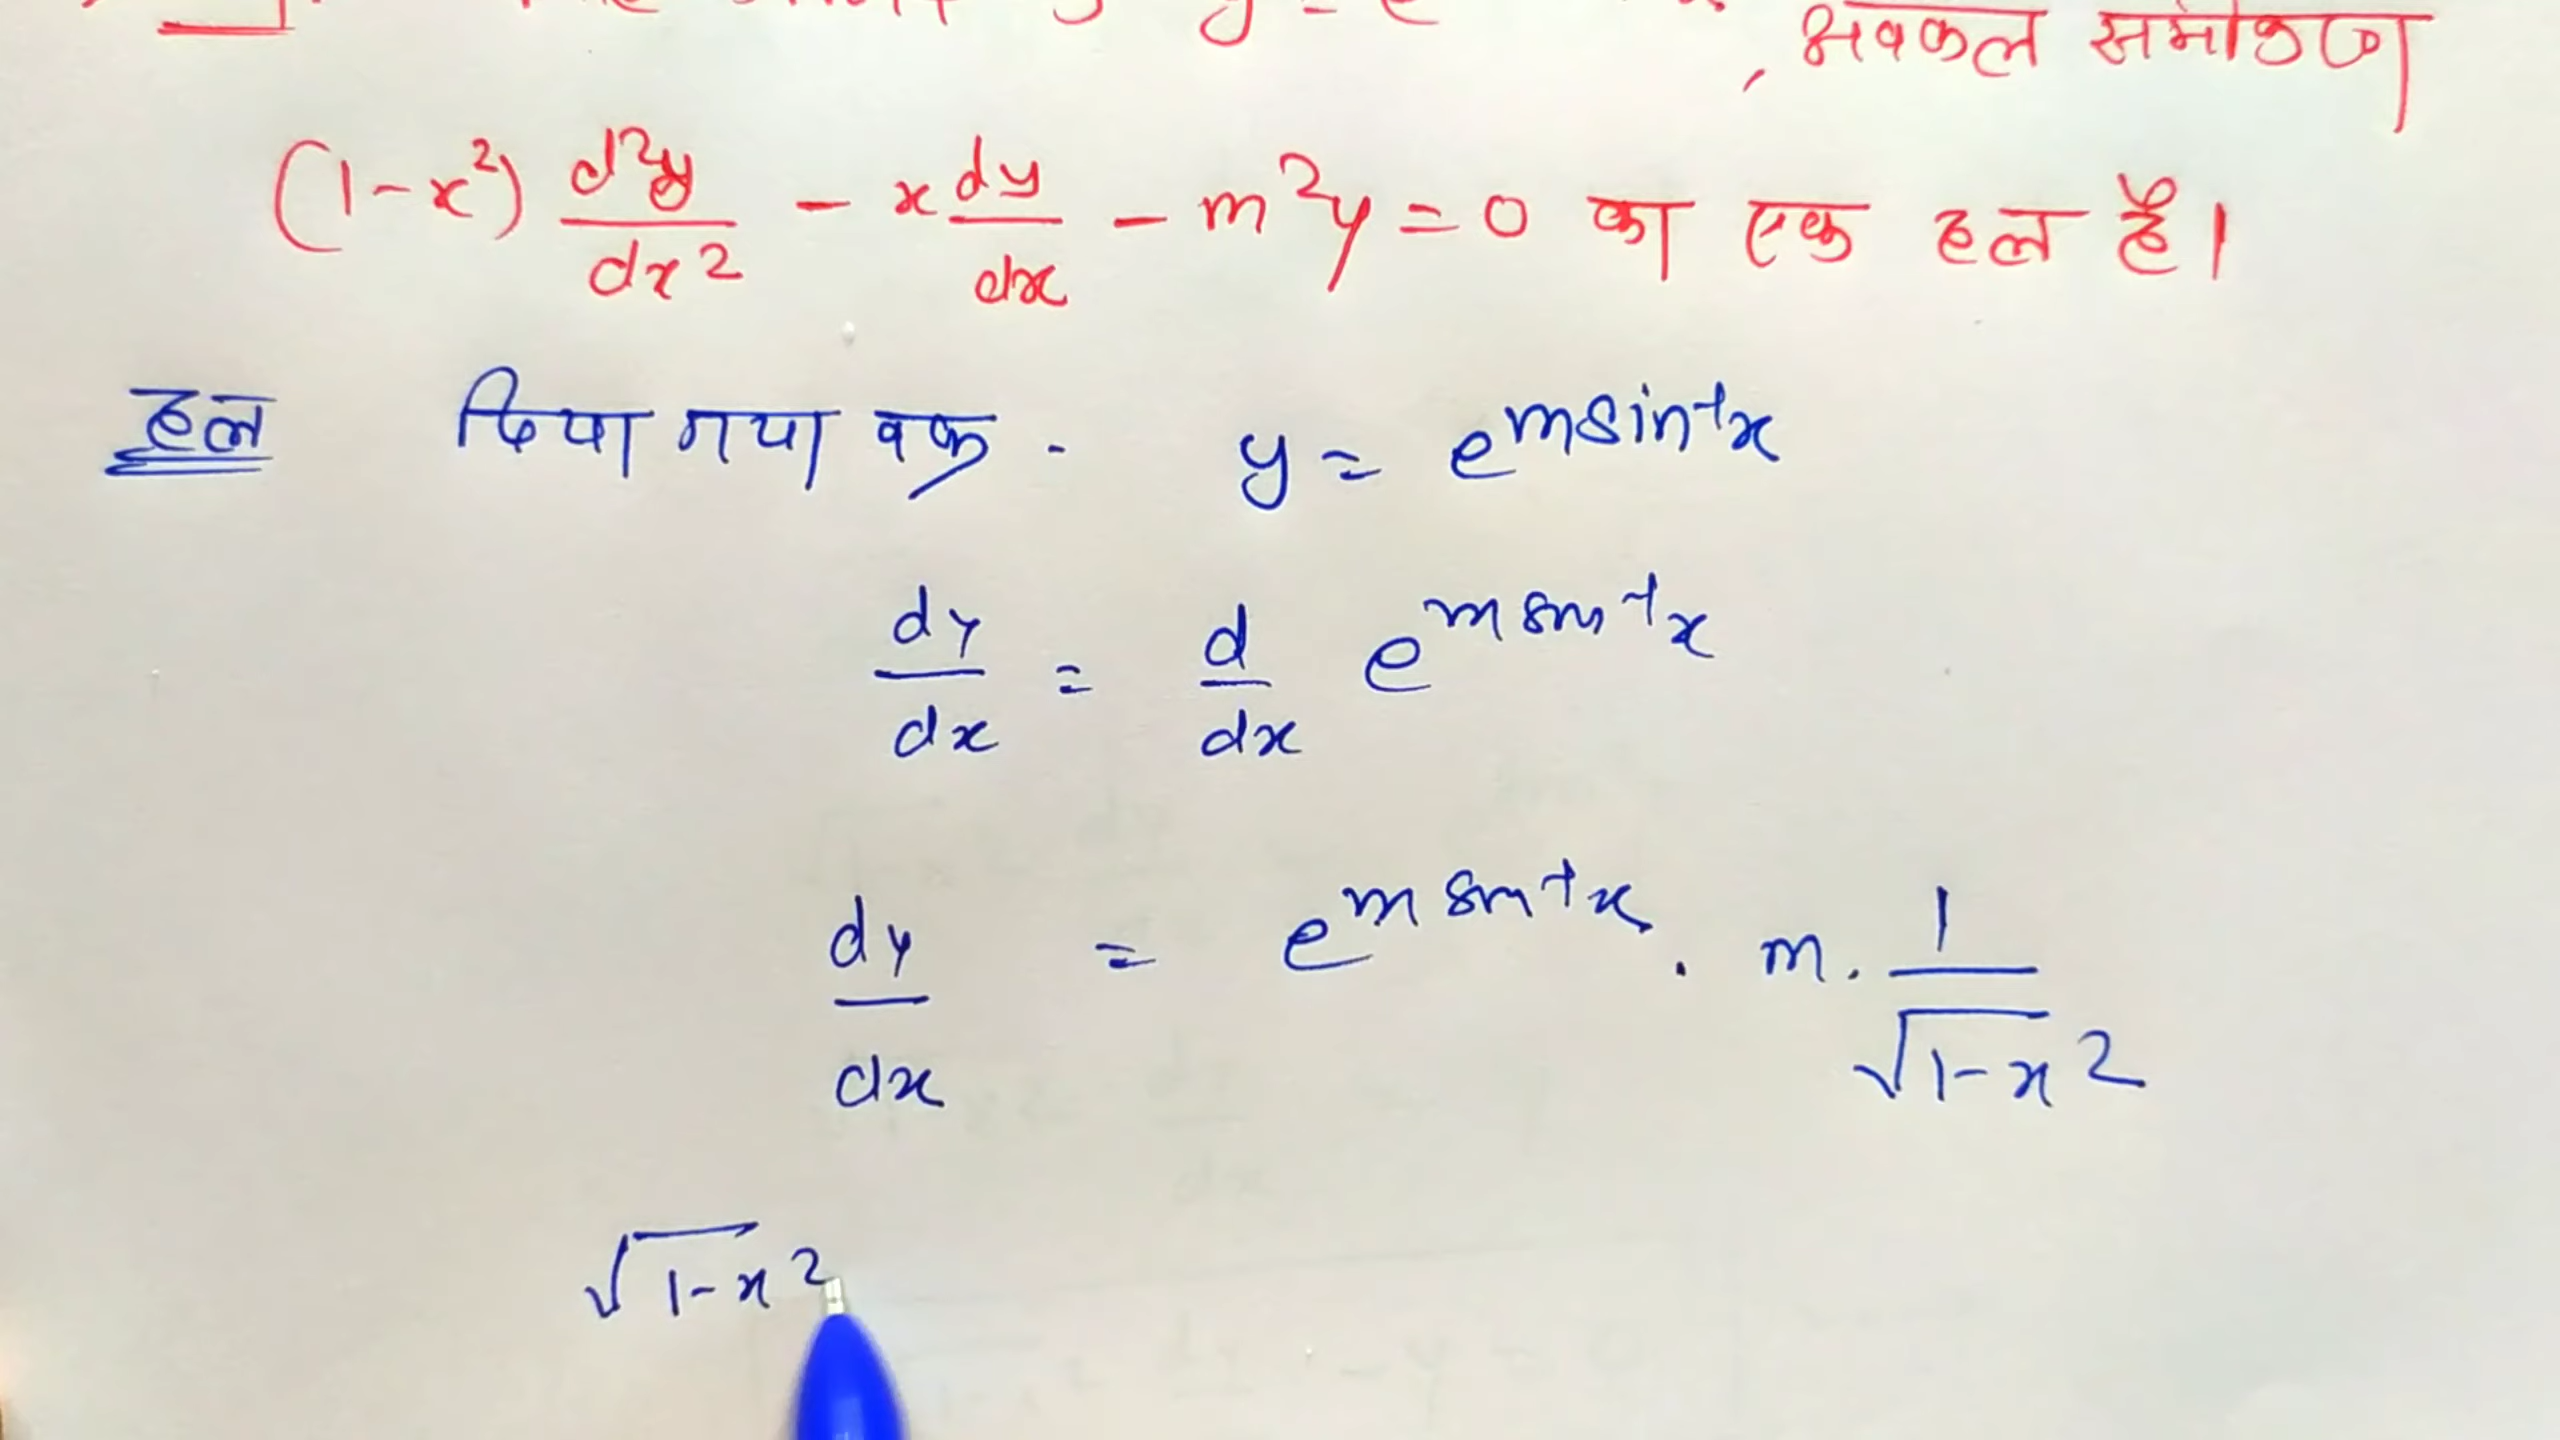 y = e , अवकल समीकरण
(1-x²) d²y/dx² - x dy/dx - m²y = 0 का एक हल है।
हल दिया गया वक्र . y = e^(m sin⁻¹x)
dy/dx = d/dx e^(m sin⁻¹x)
dy/dx = e^(m sin⁻¹x) . m . 1/√(1-x²)
√(1-x²)